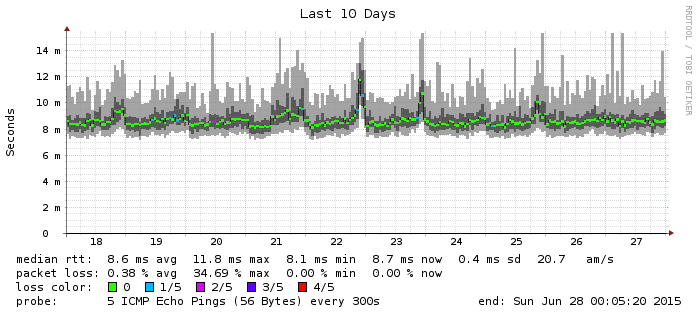 Last 10 Days
RRDTOOL / TOBI OETIKER
Seconds
14 m
12 m
10 m
8 m
6 m
4 m
2 m
0
18 19 20 21 22 23 24 25 26 27
median rtt: 8.6 ms avg 11.8 ms max 8.1 ms min 8.7 ms now 0.4 ms sd 20.7 am/s
packet loss: 0.38 % avg 34.69 % max 0.00 % min 0.00 % now
loss color: 0 1/5 2/5 3/5 4/5
probe: 5 ICMP Echo Pings (56 Bytes) every 300s end: Sun Jun 28 00:05:20 2015